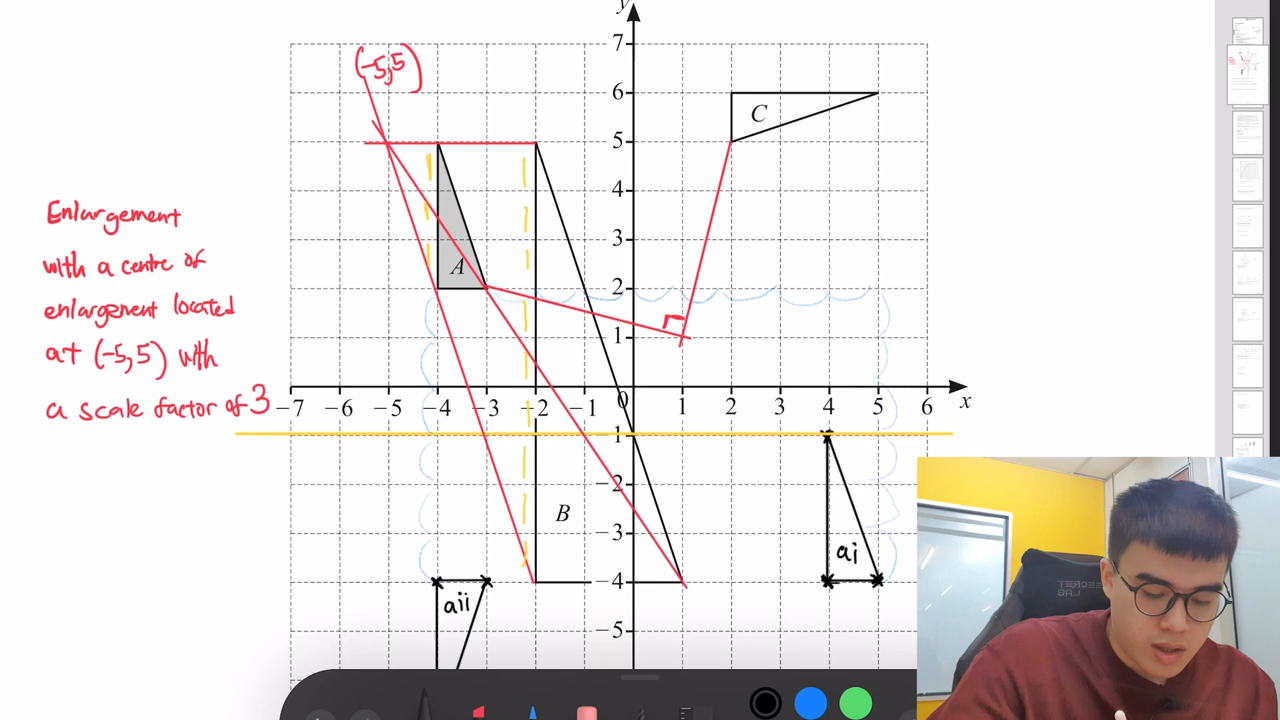 y
(-5,5)
7
6
C
5
4
3
A
2
1
Enlargement
with a centre of
enlargement located
at (-5,5) with
a scale factor of 3
−7 −6 −5 −4 −3 −2 −1 0 1 2 3 4 5 6 x
−1
−2
B
−3
ai
−4
aii
−5